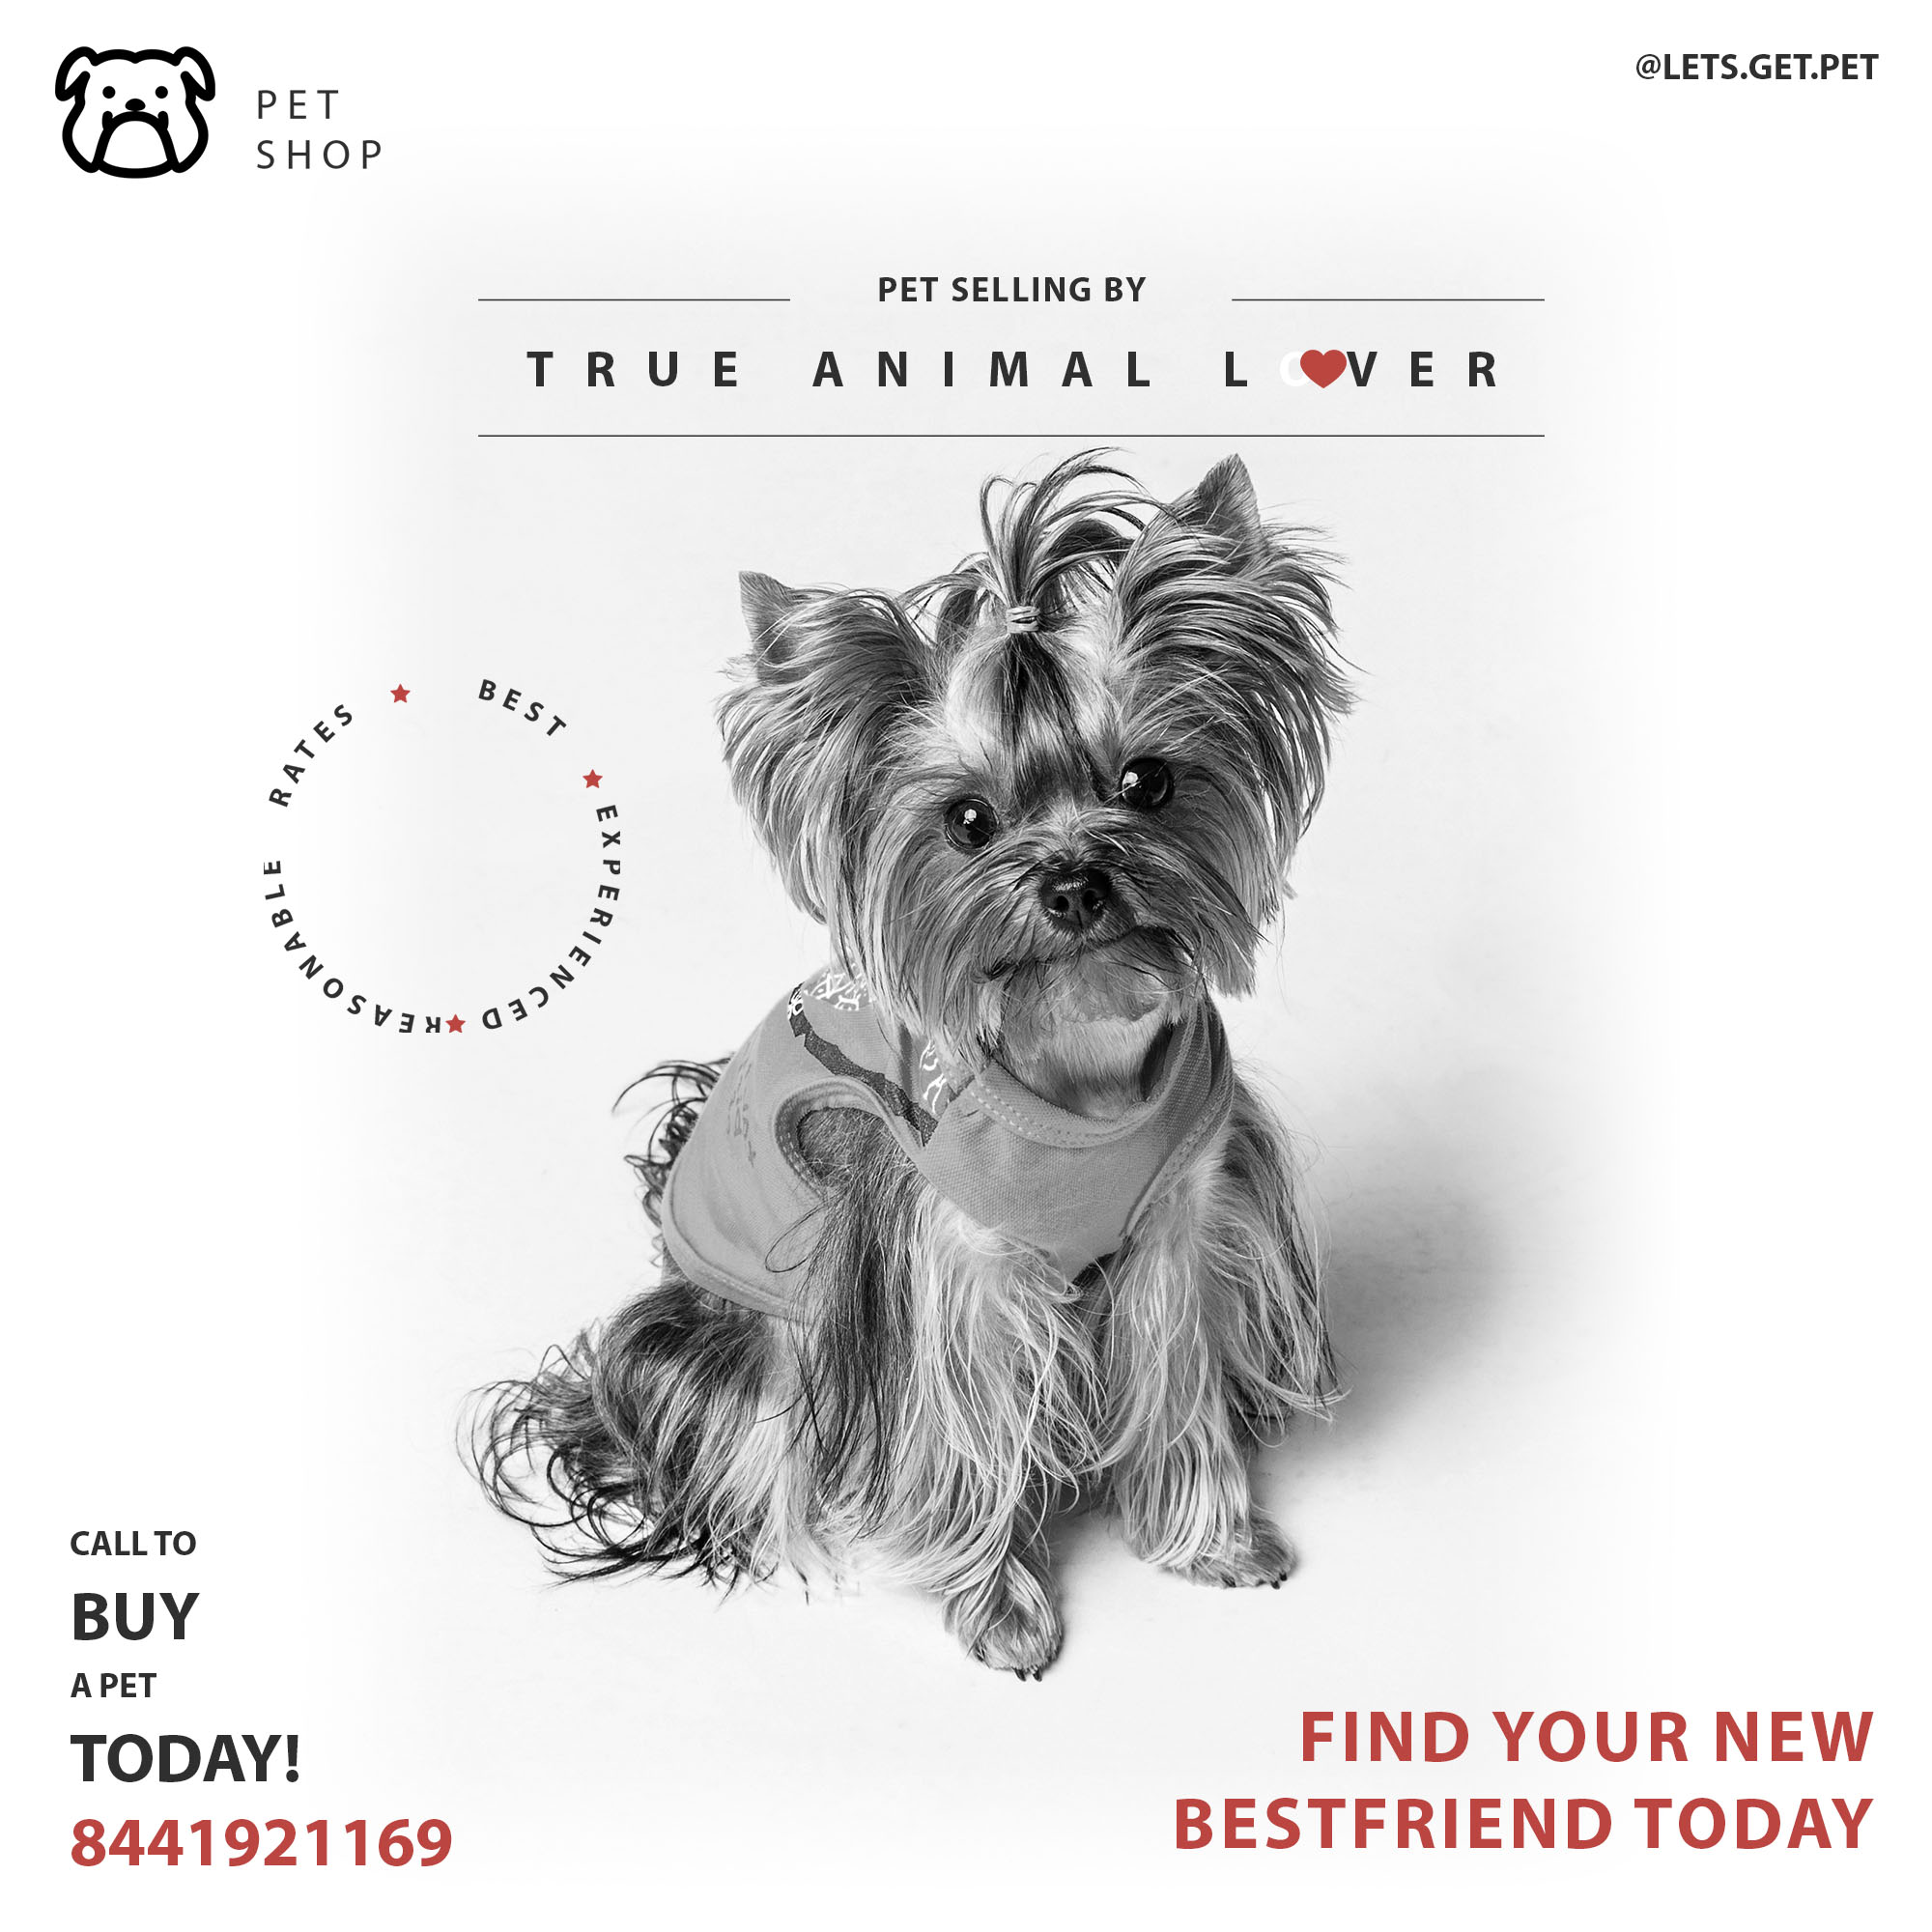 PET
SHOP
@LETS.GET.PET
PET SELLING BY
TRUE ANIMAL LOVER
BEST
EXPERIENCED
REASONABLE
RATES
CALL TO
BUY
A PET
TODAY!
8441921169
FIND YOUR NEW
BESTFRIEND TODAY